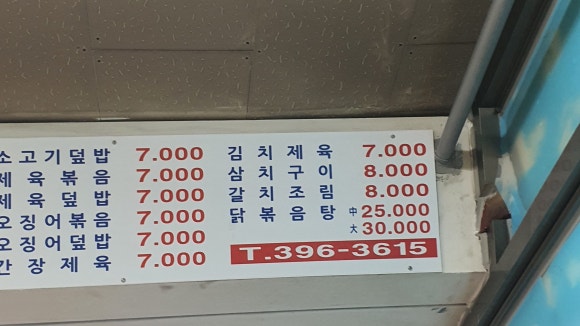 소고기덮밥 7.000
제육볶음 7.000
제육덮밥 7.000
오징어볶음 7.000
오징어덮밥 7.000
간장제육 7.000
김치제육 7.000
삼치구이 8.000
갈치조림 8.000
닭볶음탕 中 25.000
大 30.000
T.396-3615